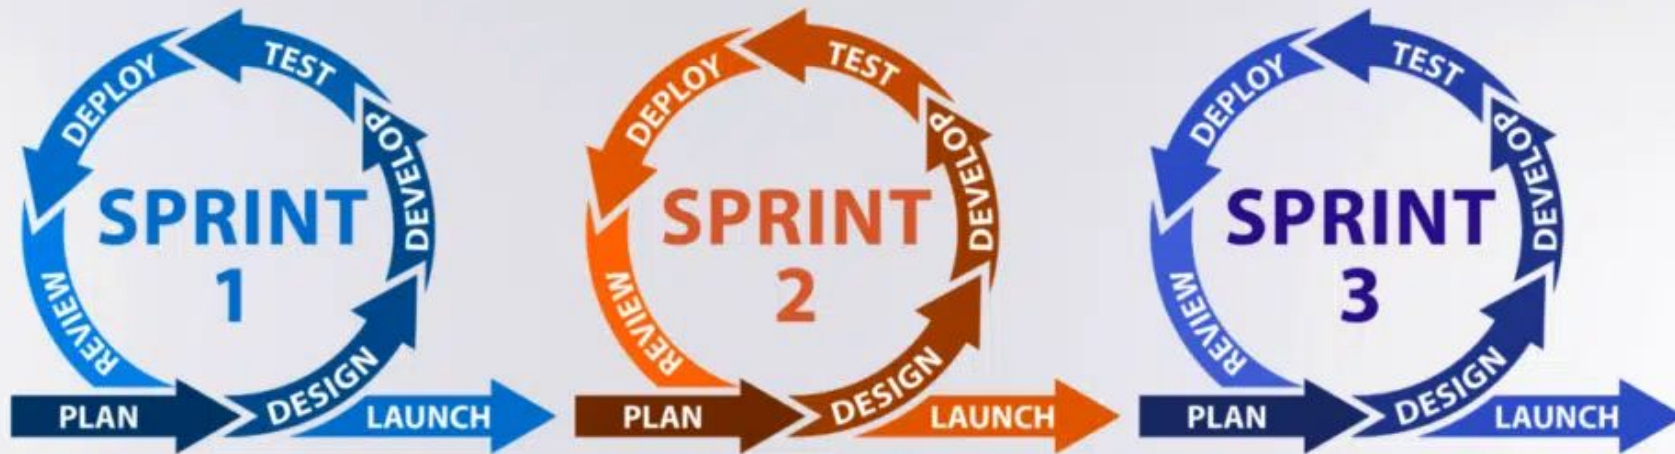 SPRINT
1
PLAN
DESIGN
DEVELOP
TEST
DEPLOY
REVIEW
LAUNCH
SPRINT
2
PLAN
DESIGN
DEVELOP
TEST
DEPLOY
REVIEW
LAUNCH
SPRINT
3
PLAN
DESIGN
DEVELOP
TEST
DEPLOY
REVIEW
LAUNCH